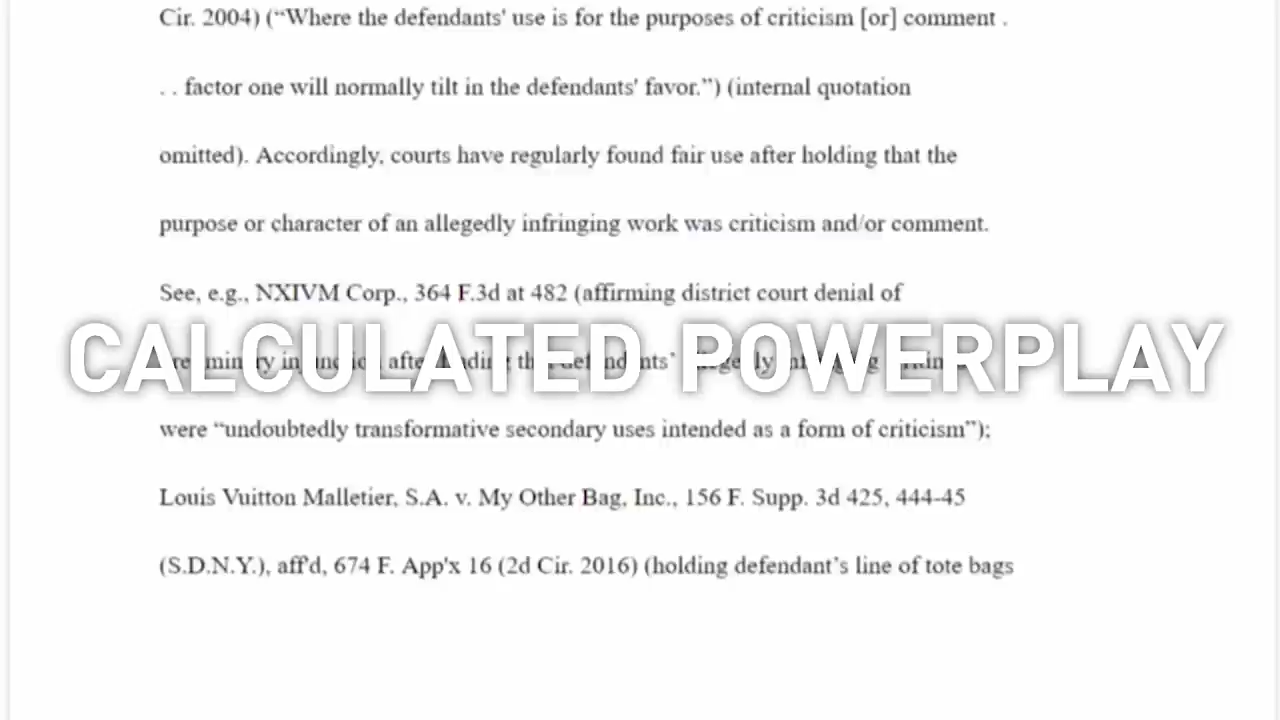 Cir. 2004) (“Where the defendants' use is for the purposes of criticism [or] comment .
. . factor one will normally tilt in the defendants' favor.”) (internal quotation
omitted). Accordingly, courts have regularly found fair use after holding that the
purpose or character of an allegedly infringing work was criticism and/or comment.
See, e.g., NXIVM Corp., 364 F.3d at 482 (affirming district court denial of
CALCULATED POWERPLAY
were “undoubtedly transformative secondary uses intended as a form of criticism”);
Louis Vuitton Malletier, S.A. v. My Other Bag, Inc., 156 F. Supp. 3d 425, 444-45
(S.D.N.Y.), aff'd, 674 F. App'x 16 (2d Cir. 2016) (holding defendant’s line of tote bags